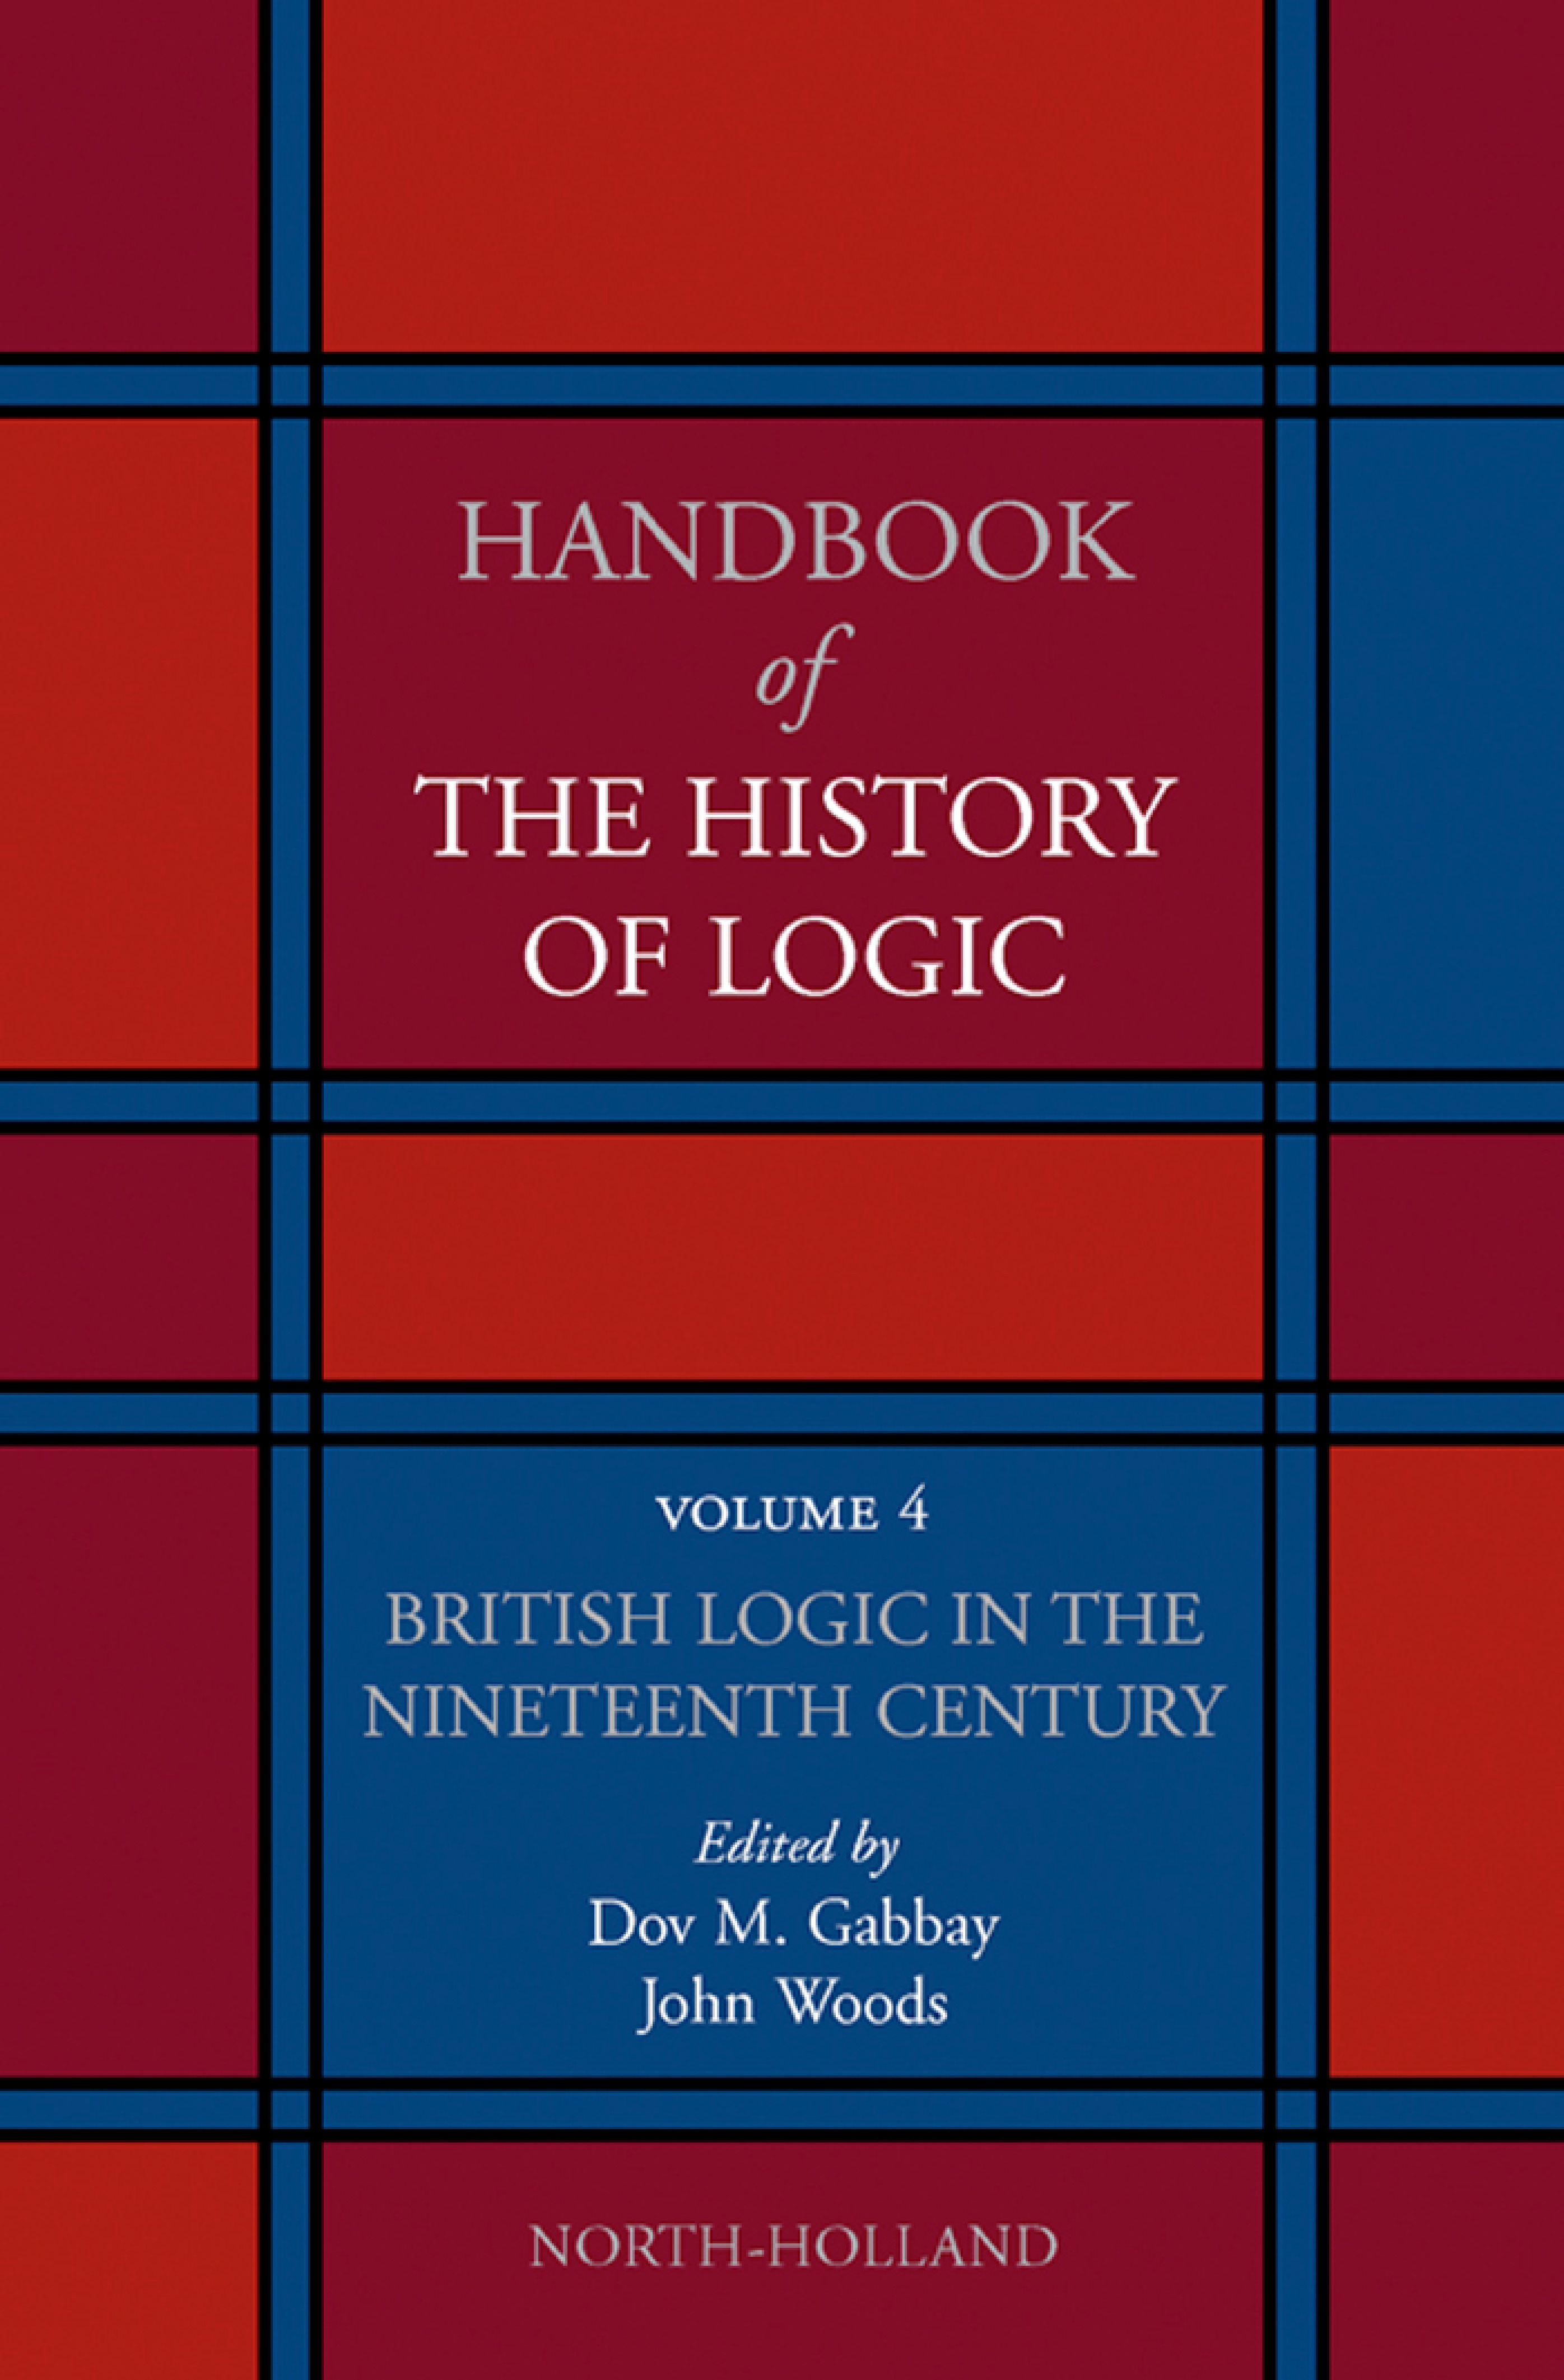 HANDBOOK
of
THE HISTORY
OF LOGIC
VOLUME 4
BRITISH LOGIC IN THE
NINETEENTH CENTURY
Edited by
Dov M. Gabbay
John Woods
NORTH-HOLLAND